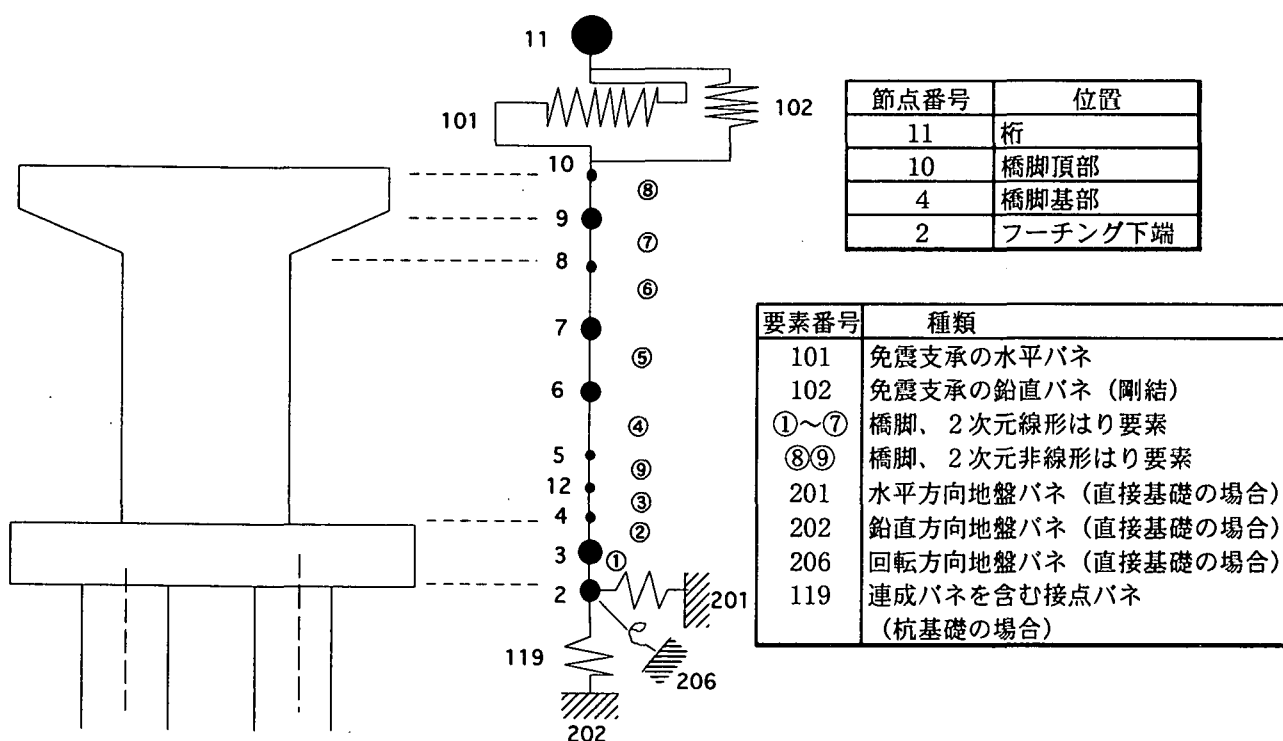 11
101
102
10
⑧
9
⑦
8
⑥
7
⑤
6
④
5
⑨
12
③
4
②
3
①
2
201
119
206
202
節点番号 位置
11 桁
10 橋脚頂部
4 橋脚基部
2 フーチング下端
要素番号 種類
101 免震支承の水平バネ
102 免震支承の鉛直バネ（剛結）
①〜⑦ 橋脚、2次元線形はり要素
⑧⑨ 橋脚、2次元非線形はり要素
201 水平方向地盤バネ（直接基礎の場合）
202 鉛直方向地盤バネ（直接基礎の場合）
206 回転方向地盤バネ（直接基礎の場合）
119 連成バネを含む接点バネ
（杭基礎の場合）